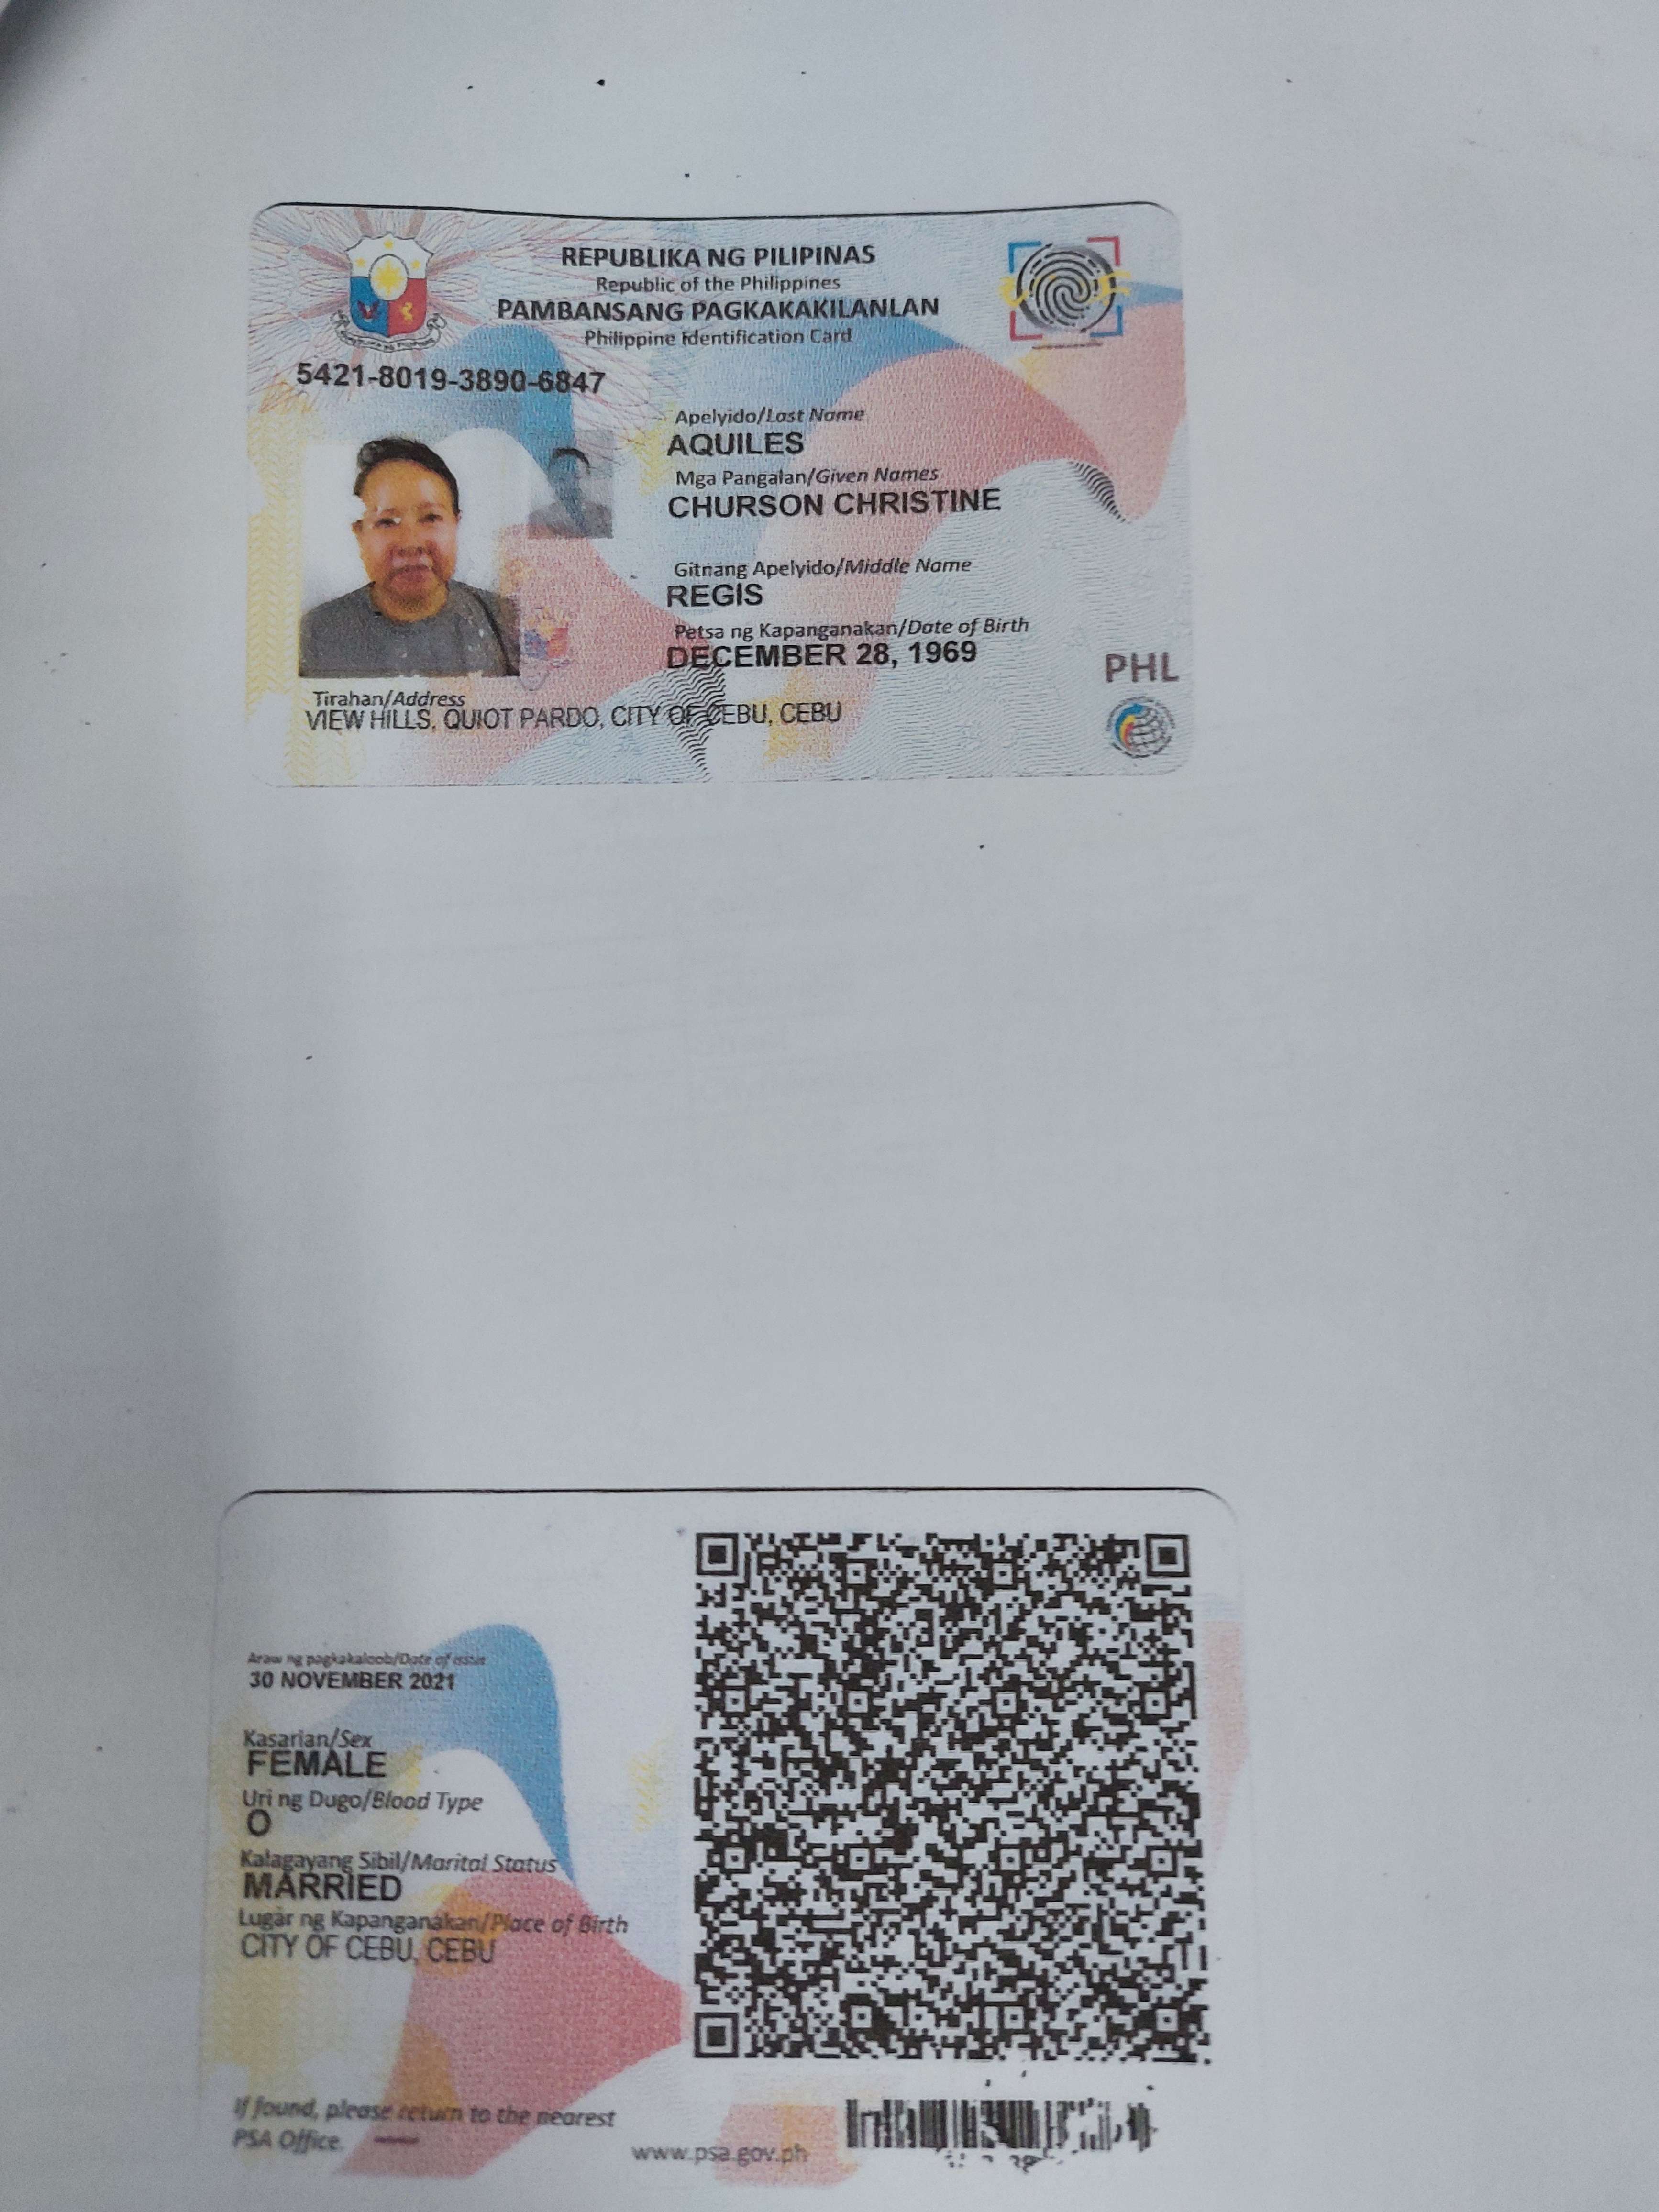 REPUBLIKA NG PILIPINAS
Republic of the Philippines
PAMBANSANG PAGKAKAKILANLAN
Philippine Identification Card
5421-8019-3890-6847
Apelyido/Last Name
AQUILES
Mga Pangalan/Given Names
CHURSON CHRISTINE
Gitnang Apelyido/Middle Name
REGIS
Petsa ng Kapanganakan/Date of Birth
DECEMBER 28, 1969
PHL
Tirahan/Address
VIEW HILLS, QUIOT PARDO, CITY OF CEBU, CEBU
Araw ng pagkakaloob/Date of issue
30 NOVEMBER 2021
Kasarian/Sex
FEMALE
Uri ng Dugo/Blood Type
O
Kalagayang Sibil/Marital Status
MARRIED
Lugar ng Kapanganakan/Place of Birth
CITY OF CEBU, CEBU
If found, please return to the nearest
PSA Office.
www.psa.gov.ph